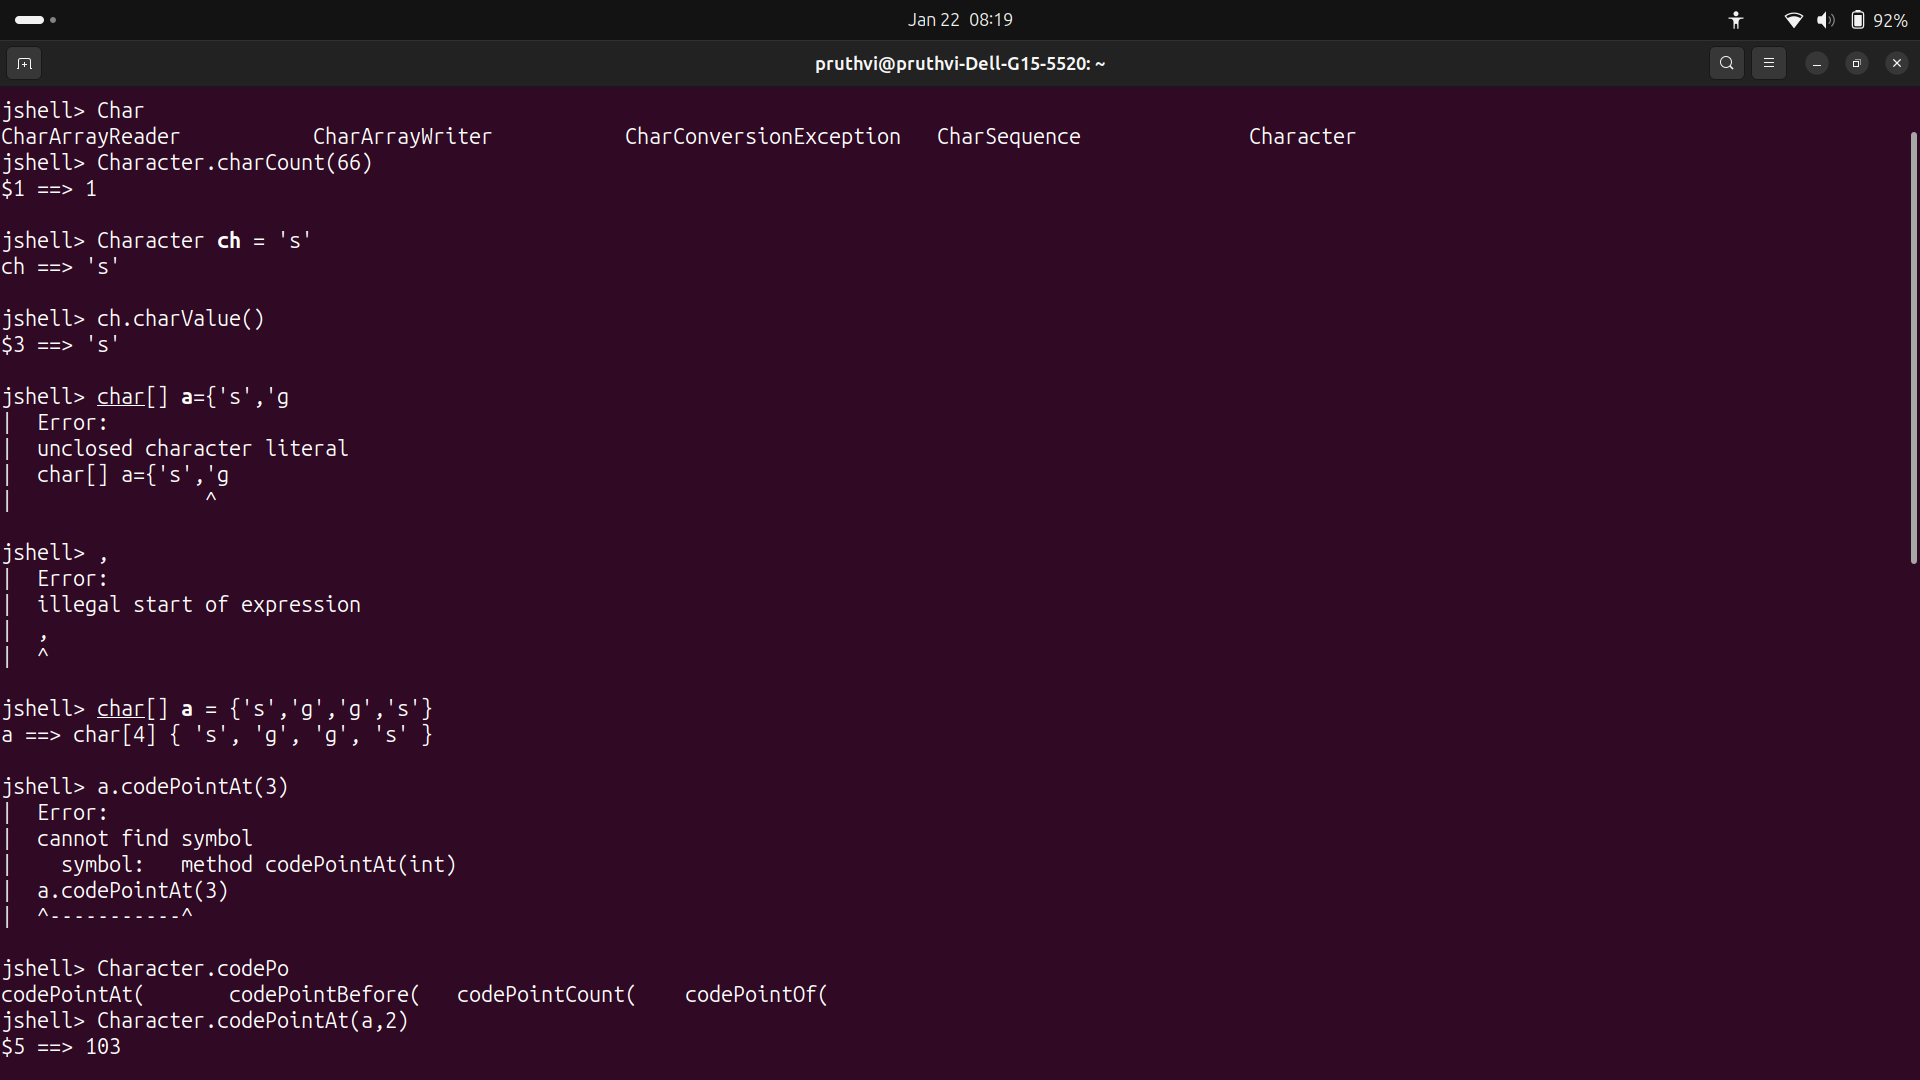 Jan 22 08:19
92%
pruthvi@pruthvi-Dell-G15-5520: ~
jshell> Char
CharArrayReader CharArrayWriter CharConversionException CharSequence Character
jshell> Character.charCount(66)
$1 ==> 1
jshell> Character ch = 's'
ch ==> 's'
jshell> ch.charValue()
$3 ==> 's'
jshell> char[] a={'s','g
| Error:
| unclosed character literal
| char[] a={'s','g
| ^
jshell> ,
| Error:
| illegal start of expression
| ,
| ^
jshell> char[] a = {'s','g','g','s'}
a ==> char[4] { 's', 'g', 'g', 's' }
jshell> a.codePointAt(3)
| Error:
| cannot find symbol
| symbol: method codePointAt(int)
| a.codePointAt(3)
| ^-----------^
jshell> Character.codePo
codePointAt( codePointBefore( codePointCount( codePointOf(
jshell> Character.codePointAt(a,2)
$5 ==> 103